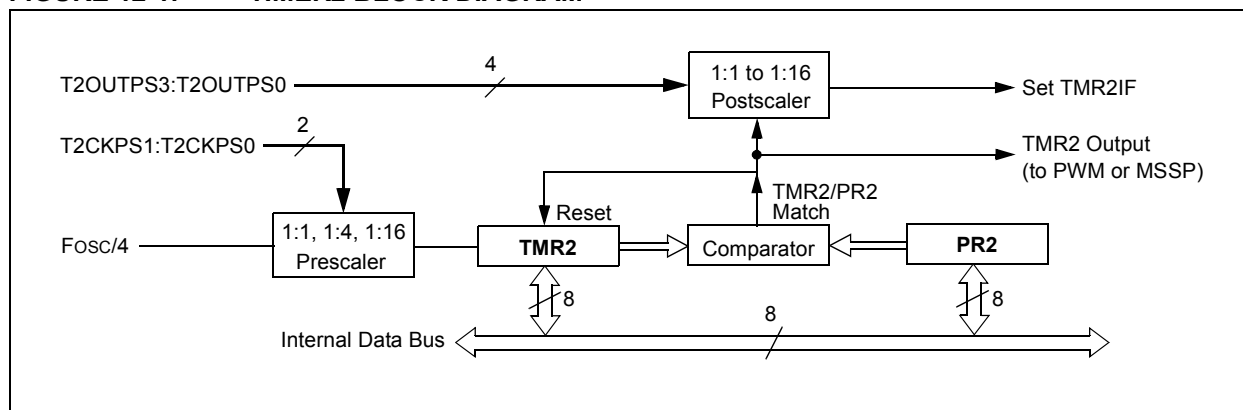 T2OUTPS3:T2OUTPS0
4
1:1 to 1:16
Postscaler
Set TMR2IF
T2CKPS1:T2CKPS0
2
TMR2 Output
(to PWM or MSSP)
TMR2/PR2
Match
Reset
Fosc/4
1:1, 1:4, 1:16
Prescaler
TMR2
Comparator
PR2
8
8
8
Internal Data Bus